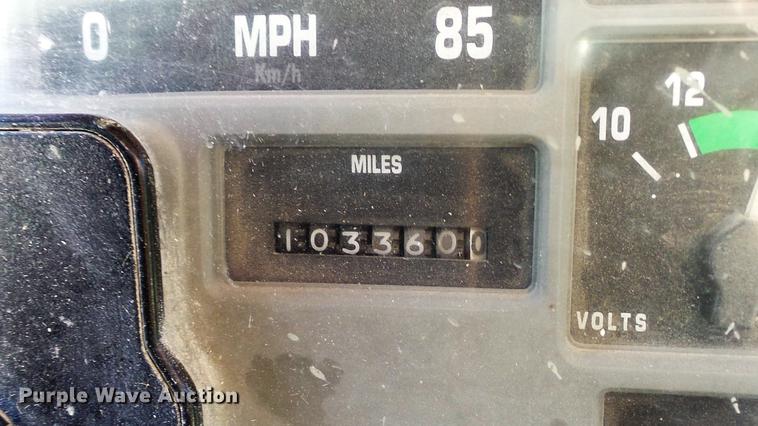 0 MPH 85
Km/h
12
10
MILES
1033600
VOLTS
Purple Wave Auction